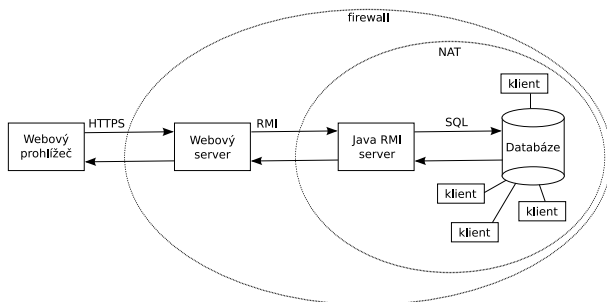 firewall
NAT
klient
HTTPS
RMI
SQL
Webový
prohlížeč
Webový
server
Java RMI
server
Databáze
klient
klient
klient